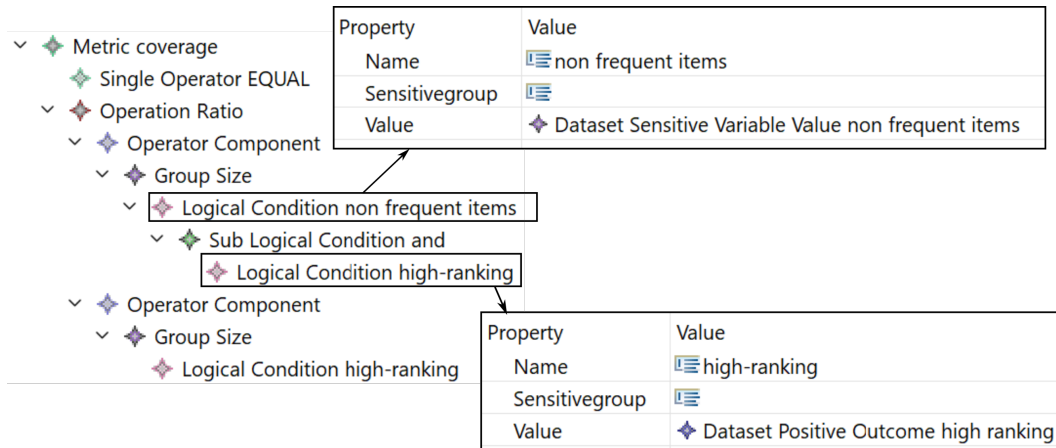 Metric coverage
Single Operator EQUAL
Operation Ratio
Operator Component
Group Size
Logical Condition non frequent items
Sub Logical Condition and
Logical Condition high-ranking
Operator Component
Group Size
Logical Condition high-ranking
Property Value
Name non frequent items
Sensitivegroup
Value Dataset Sensitive Variable Value non frequent items
Property Value
Name high-ranking
Sensitivegroup
Value Dataset Positive Outcome high ranking